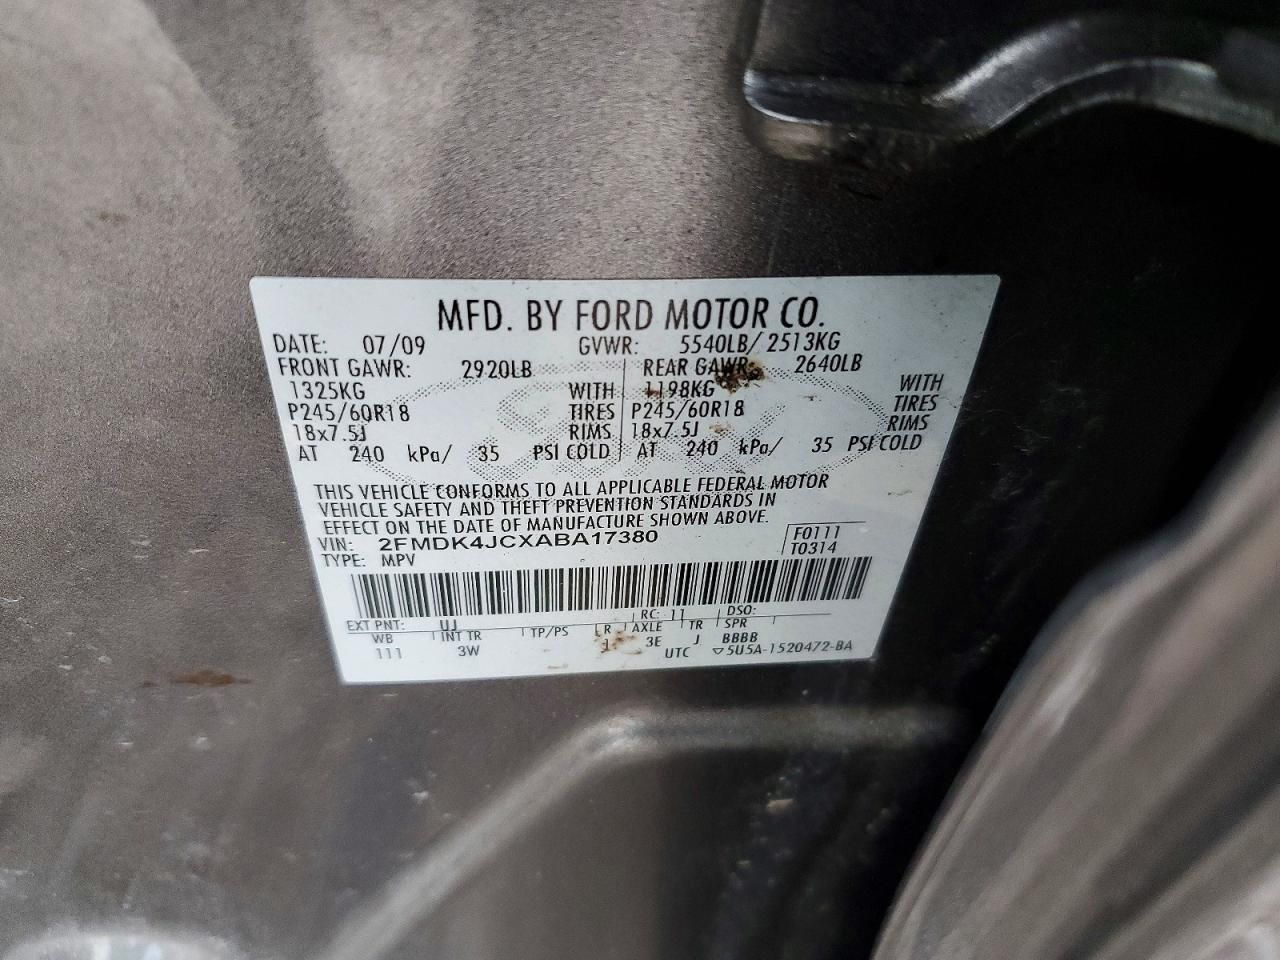 MFD. BY FORD MOTOR CO.
DATE: 07/09 GVWR: 5540LB/ 2513KG
FRONT GAWR: 2920LB REAR GAWR: 2640LB
1325KG WITH 1198KG WITH
P245/60R18 TIRES P245/60R18 TIRES
18x7.5J RIMS 18x7.5J RIMS
AT 240 kPa/ 35 PSI COLD AT 240 kPa/ 35 PSI COLD
THIS VEHICLE CONFORMS TO ALL APPLICABLE FEDERAL MOTOR
VEHICLE SAFETY AND THEFT PREVENTION STANDARDS IN
EFFECT ON THE DATE OF MANUFACTURE SHOWN ABOVE.
VIN: 2FMDK4JCXABA17380 F0111
TYPE: MPV T0314
EXT PNT: UJ RC: 11 DSO:
WB INT TR TP/PS LR AXLE TR SPR
111 3W 3E J BBBB
UTC ▽5U5A-1520472-BA